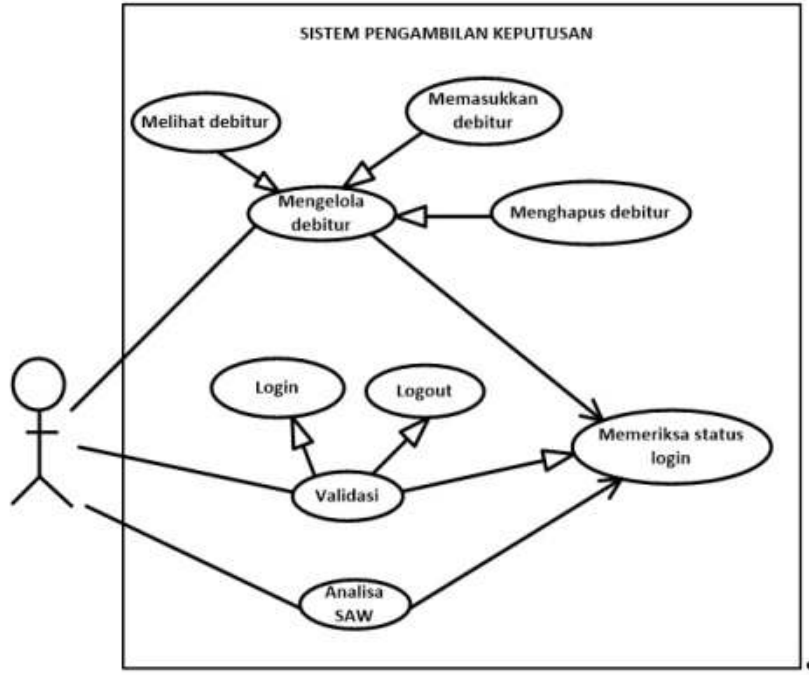 SISTEM PENGAMBILAN KEPUTUSAN
Melihat debitur
Memasukkan
debitur
Mengelola
debitur
Menghapus debitur
Login
Logout
Memeriksa status
login
Validasi
Analisa
SAW